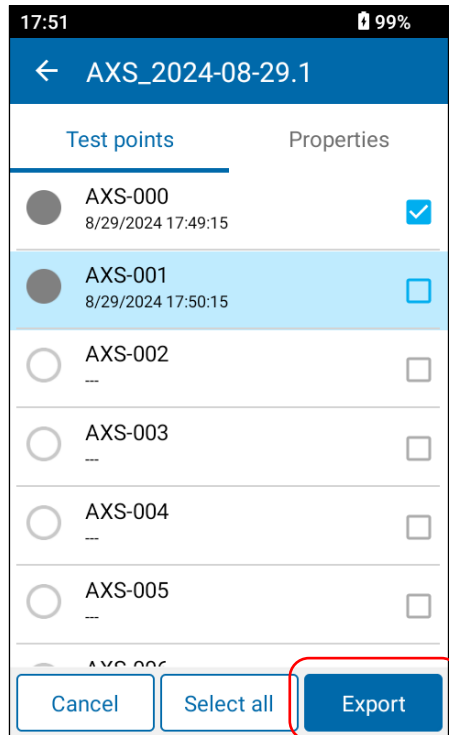 17:51 99%
AXS_2024-08-29.1
Test points Properties
AXS-000
8/29/2024 17:49:15
AXS-001
8/29/2024 17:50:15
AXS-002
---
AXS-003
---
AXS-004
---
AXS-005
---
AXS-006
Cancel Select all Export